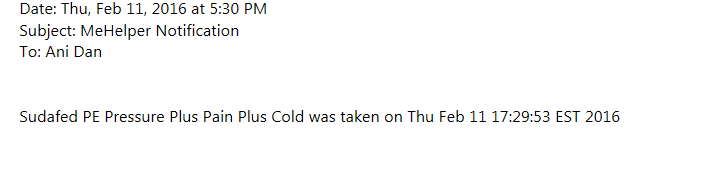 Date: Thu, Feb 11, 2016 at 5:30 PM
Subject: MeHelper Notification
To: Ani Dan
Sudafed PE Pressure Plus Pain Plus Cold was taken on Thu Feb 11 17:29:53 EST 2016